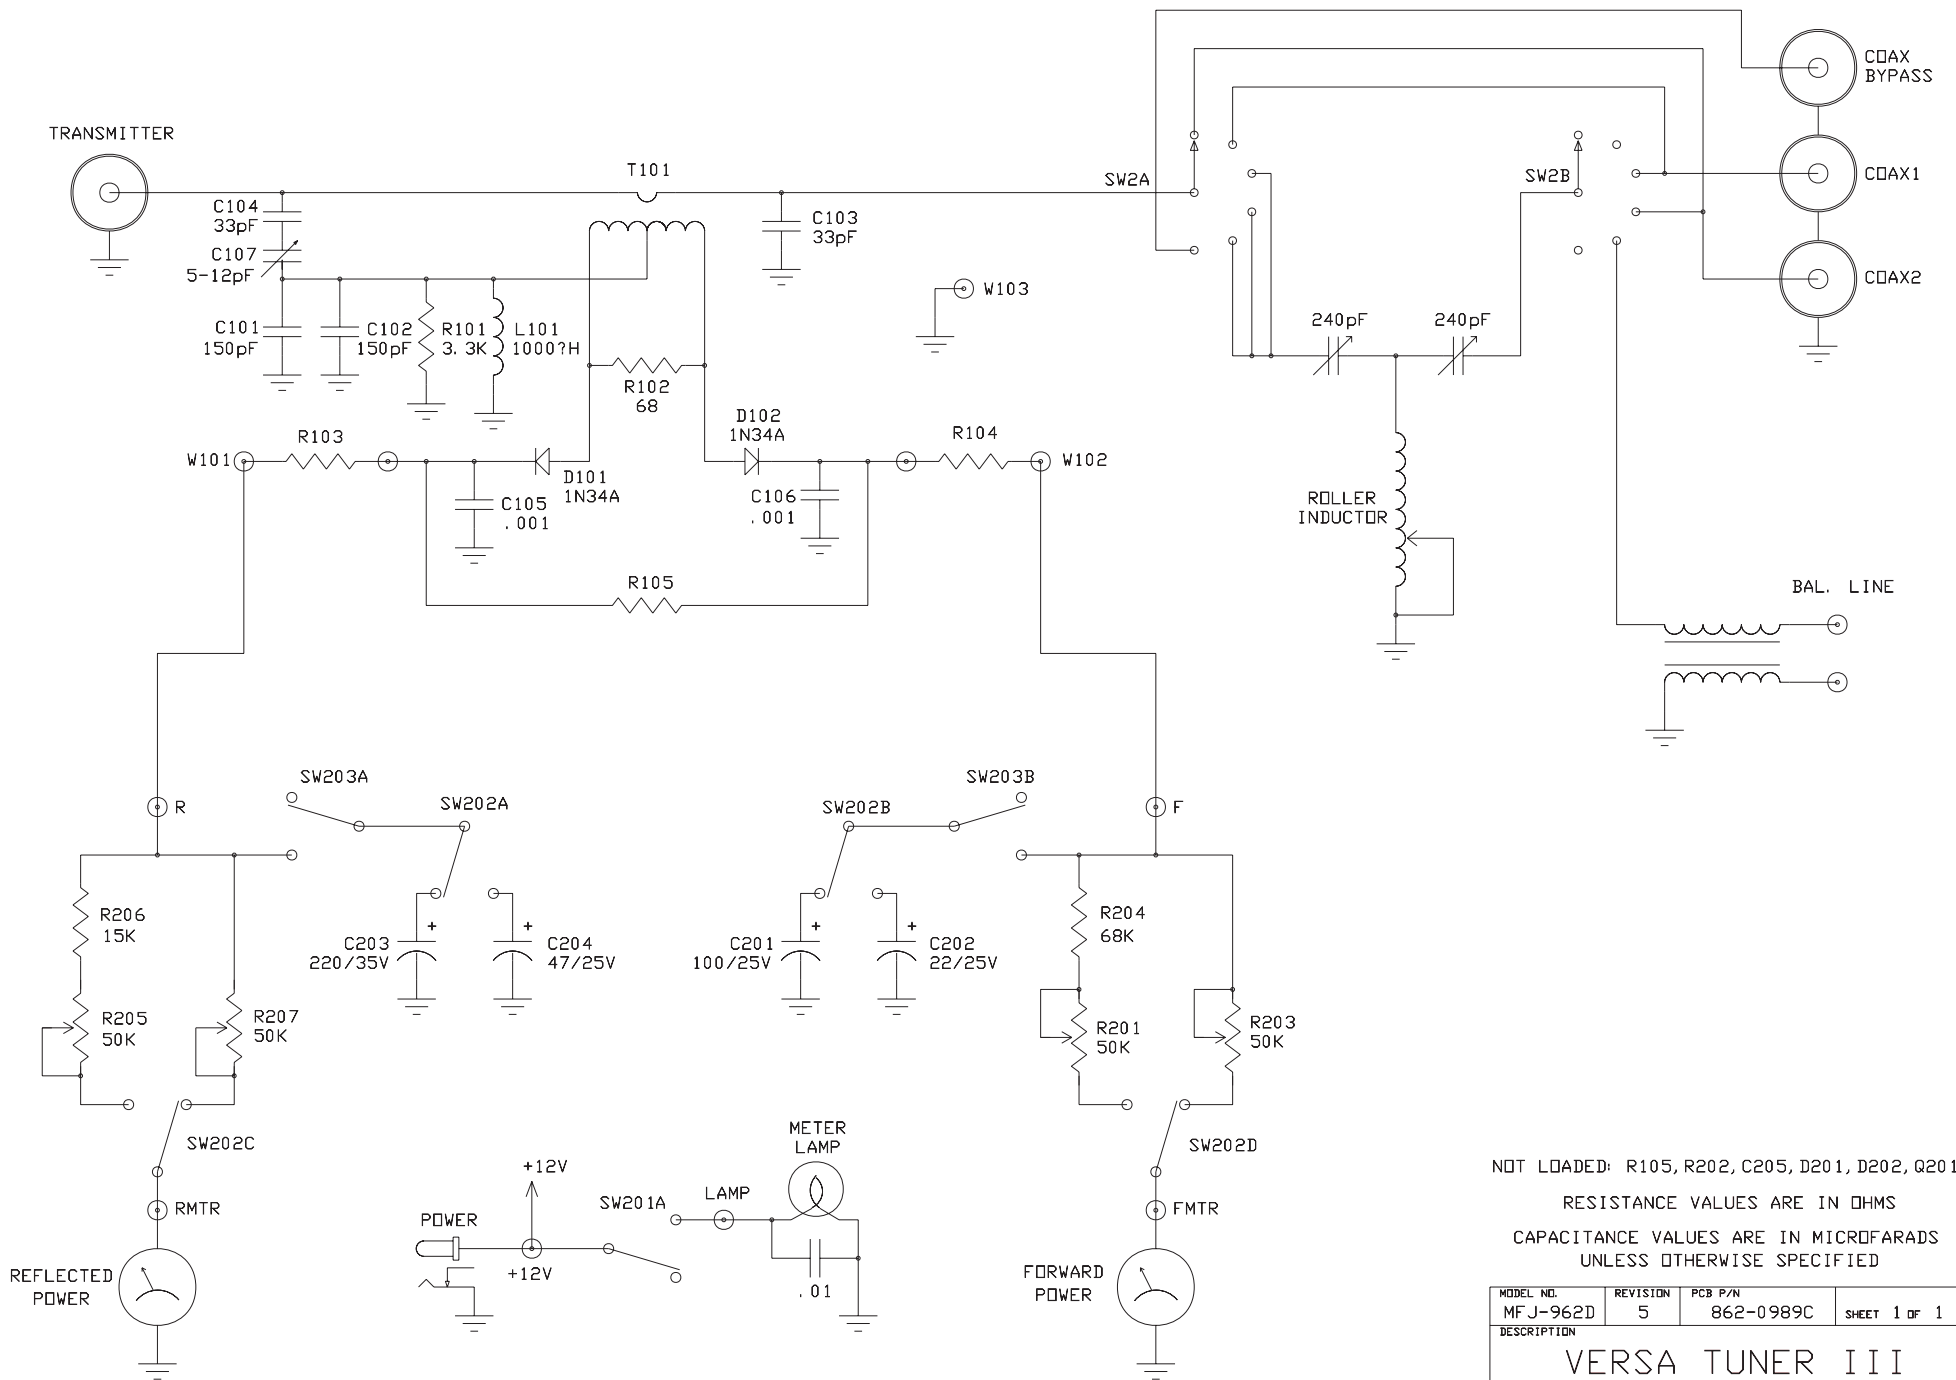 COAX
BYPASS
TRANSMITTER
T101
SW2A
SW2B
COAX1
C104
33pF
C103
33pF
C107
5-12pF
COAX2
W103
C101
150pF
C102
150pF
R101
3.3K
L101
1000?H
240pF
240pF
R102
68
D102
1N34A
R103
R104
W101
W102
D101
1N34A
C105
.001
C106
.001
ROLLER
INDUCTOR
R105
BAL. LINE
SW203A
SW203B
R
SW202A
SW202B
F
R206
15K
C203
220/35V
+
C204
47/25V
+
C201
100/25V
+
C202
22/25V
+
R204
68K
R205
50K
R207
50K
R201
50K
R203
50K
SW202C
METER
LAMP
SW202D
+12V
SW201A
LAMP
RMTR
POWER
FMTR
+12V
.01
REFLECTED
POWER
FORWARD
POWER
NOT LOADED: R105, R202, C205, D201, D202, Q201
RESISTANCE VALUES ARE IN OHMS
CAPACITANCE VALUES ARE IN MICROFARADS
UNLESS OTHERWISE SPECIFIED
MODEL NO.
MFJ-962D
REVISION
5
PCB P/N
862-0989C
SHEET 1 OF 1
DESCRIPTION
VERSA TUNER III